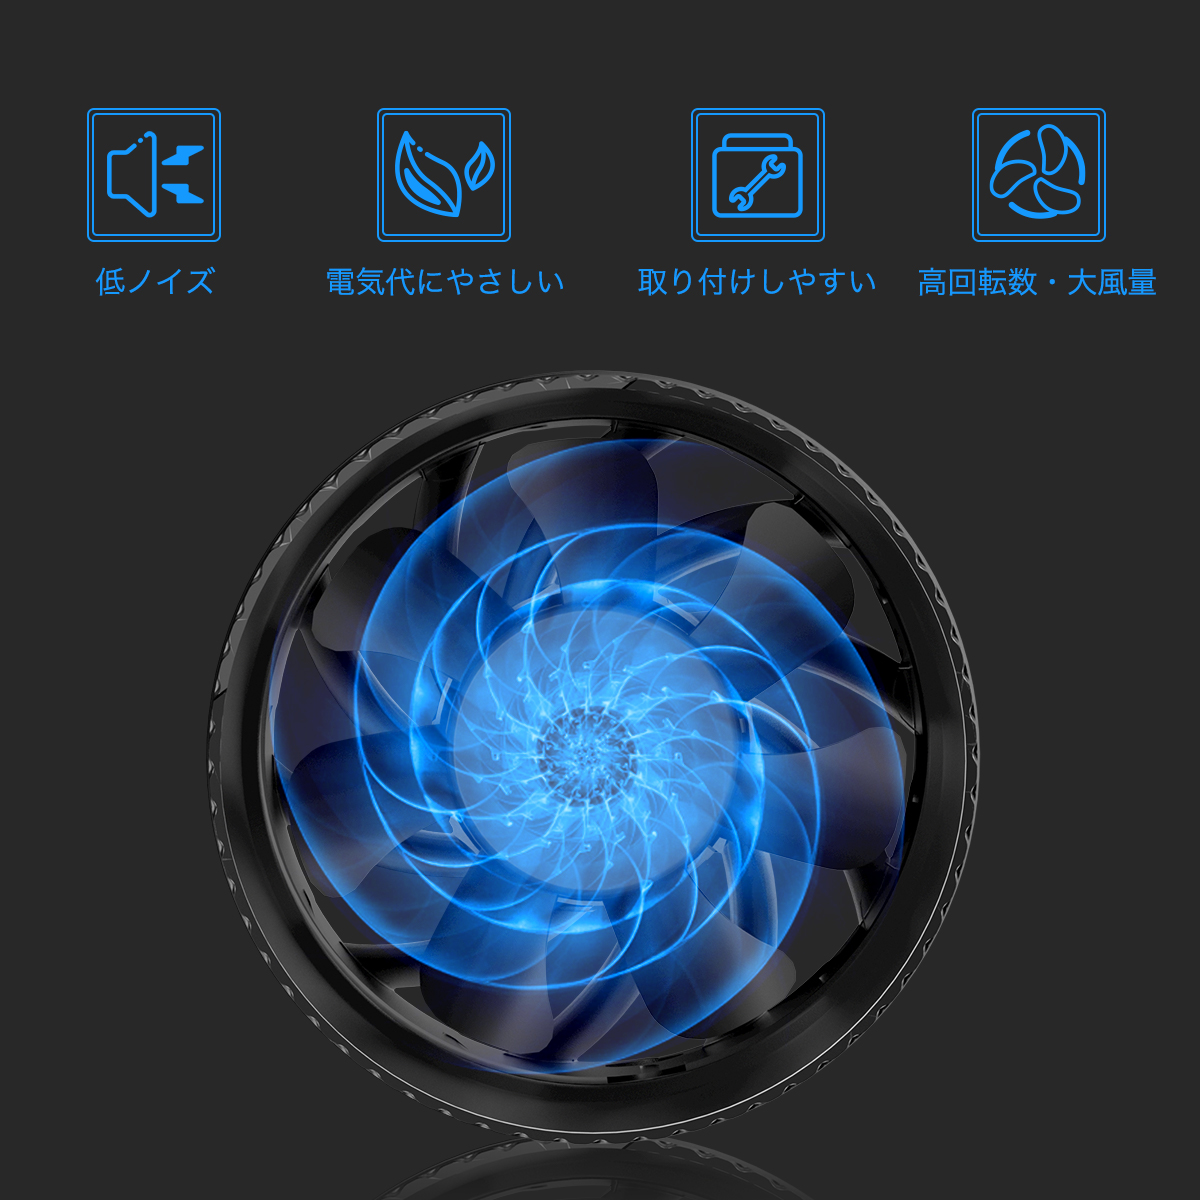 低ノイズ
電気代にやさしい
取り付けしやすい
高回転数・大風量